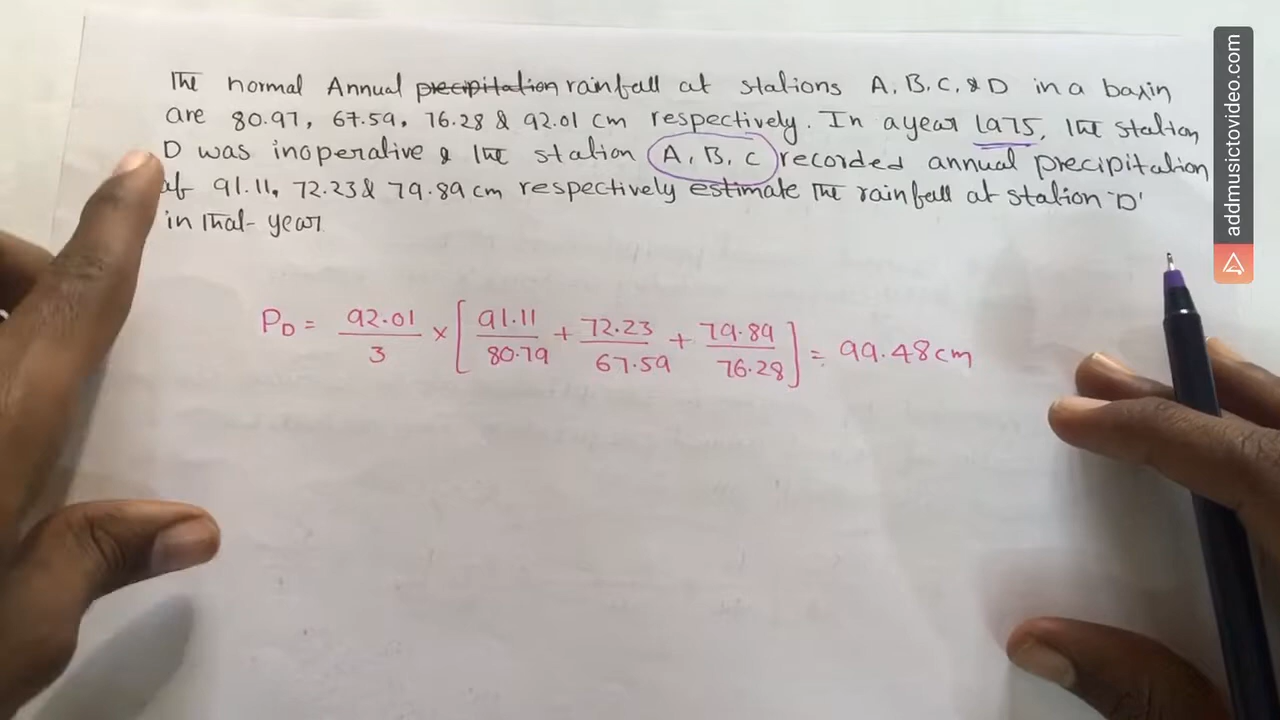 The normal Annual precipitation rainfall at stations A, B, C, & D in a basin
are 80.97, 67.59, 76.28 & 92.01 cm respectively. In a year 1975, the station
D was inoperative & the station A, B, C recorded annual precipitation
of 91.11, 72.23 & 79.89 cm respectively estimate the rainfall at station 'D'
in that year
PD = 92.01/3 × [91.11/80.79 + 72.23/67.59 + 79.89/76.28] = 99.48 cm
addmusictovideo.com